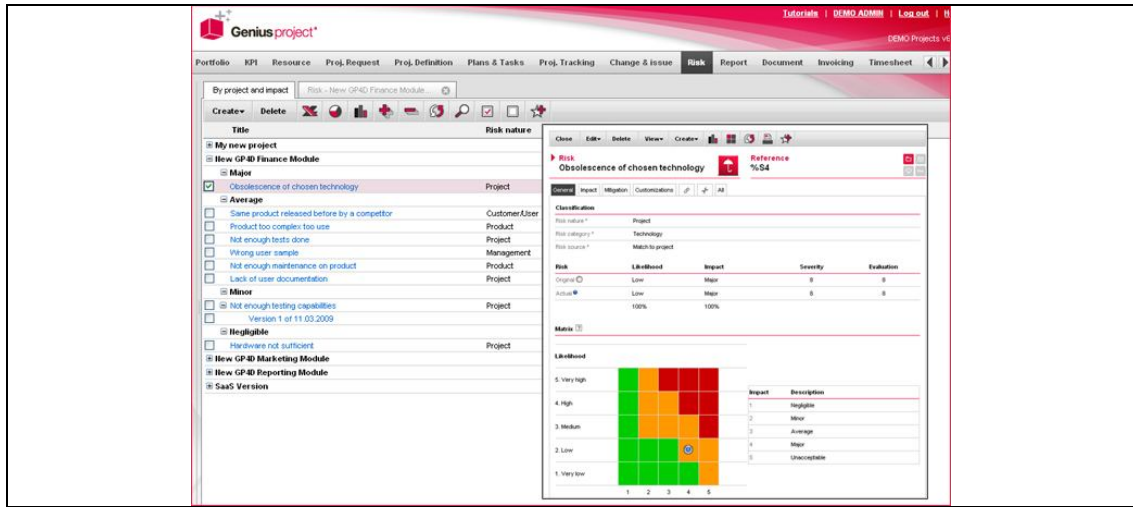 Tutorials | DEMO ADMIN | Log out |
Genius project
DEMO Projects v6
Portfolio KPI Resource Proj. Request Proj. Definition Plans & Tasks Proj. Tracking Change & issue Risk Report Document Invoicing Timesheet
By project and impact Risk - New GP4D Finance Module...
Create Delete
Title Risk nature
My new project
New GP4D Finance Module
Major
Obsolescence of chosen technology Project
Average
Same product released before by a competitor Customer/User
Product too complex too use Product
Not enough tests done Project
Wrong user sample Management
Not enough maintenance on product Product
Lack of user documentation Project
Minor
Not enough testing capabilities Project
Version 1 of 11.03.2009
Negligible
Hardware not sufficient Project
New GP4D Marketing Module
New GP4D Reporting Module
SaaS Version
Close Edit Delete View Create
Risk Reference
Obsolescence of chosen technology %S4
General Impact Mitigation Customizations All
Classification
Risk nature * Project
Risk category * Technology
Risk source * Match to project
Risk Likelihood Impact Severity Evaluation
Original Low Major 8 8
Actual Low Major 8 8
100% 100%
Matrix ?
Likelihood
5. Very high
4. High
3. Medium
2. Low
1. Very low
1 2 3 4 5
Impact Description
1 Negligible
2 Minor
3 Average
4 Major
5 Unacceptable